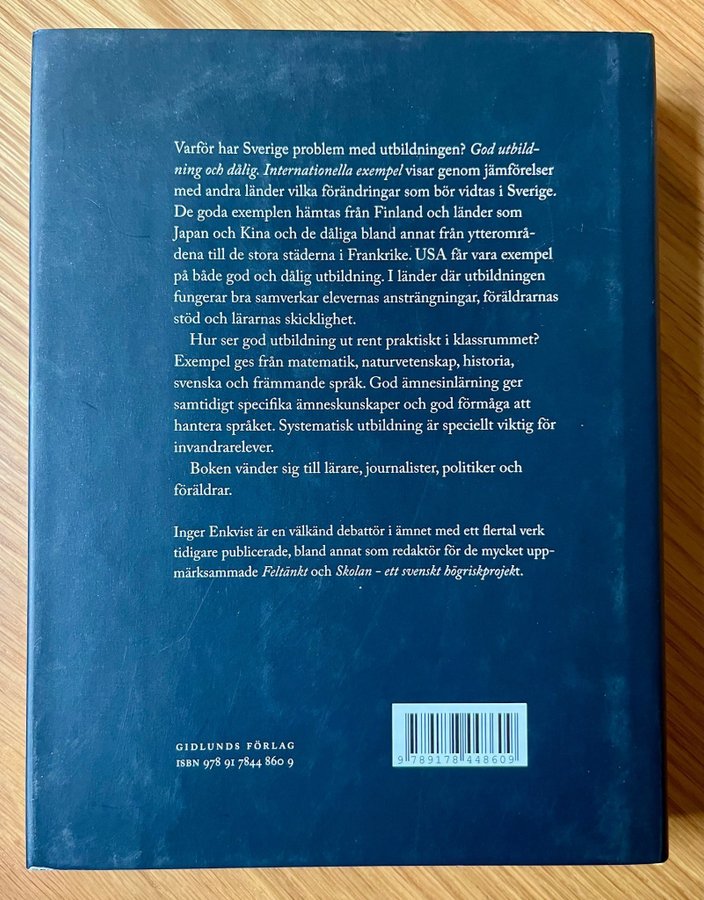 Varför har Sverige problem med utbildningen? God utbild-
ning och dålig. Internationella exempel visar genom jämförelser
med andra länder vilka förändringar som bör vidtas i Sverige.
De goda exemplen hämtas från Finland och länder som
Japan och Kina och de dåliga bland annat från ytterområ-
dena till de stora städerna i Frankrike. USA får vara exempel
på både god och dålig utbildning. I länder där utbildningen
fungerar bra samverkar elevernas ansträngningar, föräldrarnas
stöd och lärarnas skicklighet.
Hur ser god utbildning ut rent praktiskt i klassrummet?
Exempel ges från matematik, naturvetenskap, historia,
svenska och främmande språk. God ämnesinlärning ger
samtidigt specifika ämneskunskaper och god förmåga att
hantera språket. Systematisk utbildning är speciellt viktig för
invandrarelever.
Boken vänder sig till lärare, journalister, politiker och
föräldrar.
Inger Enkvist är en välkänd debattör i ämnet med ett flertal verk
tidigare publicerade, bland annat som redaktör för de mycket upp-
märksammade Feltänkt och Skolan – ett svenskt högriskprojekt.
GIDLUNDS FÖRLAG
ISBN 978 91 7844 860 9
9 789178 448609